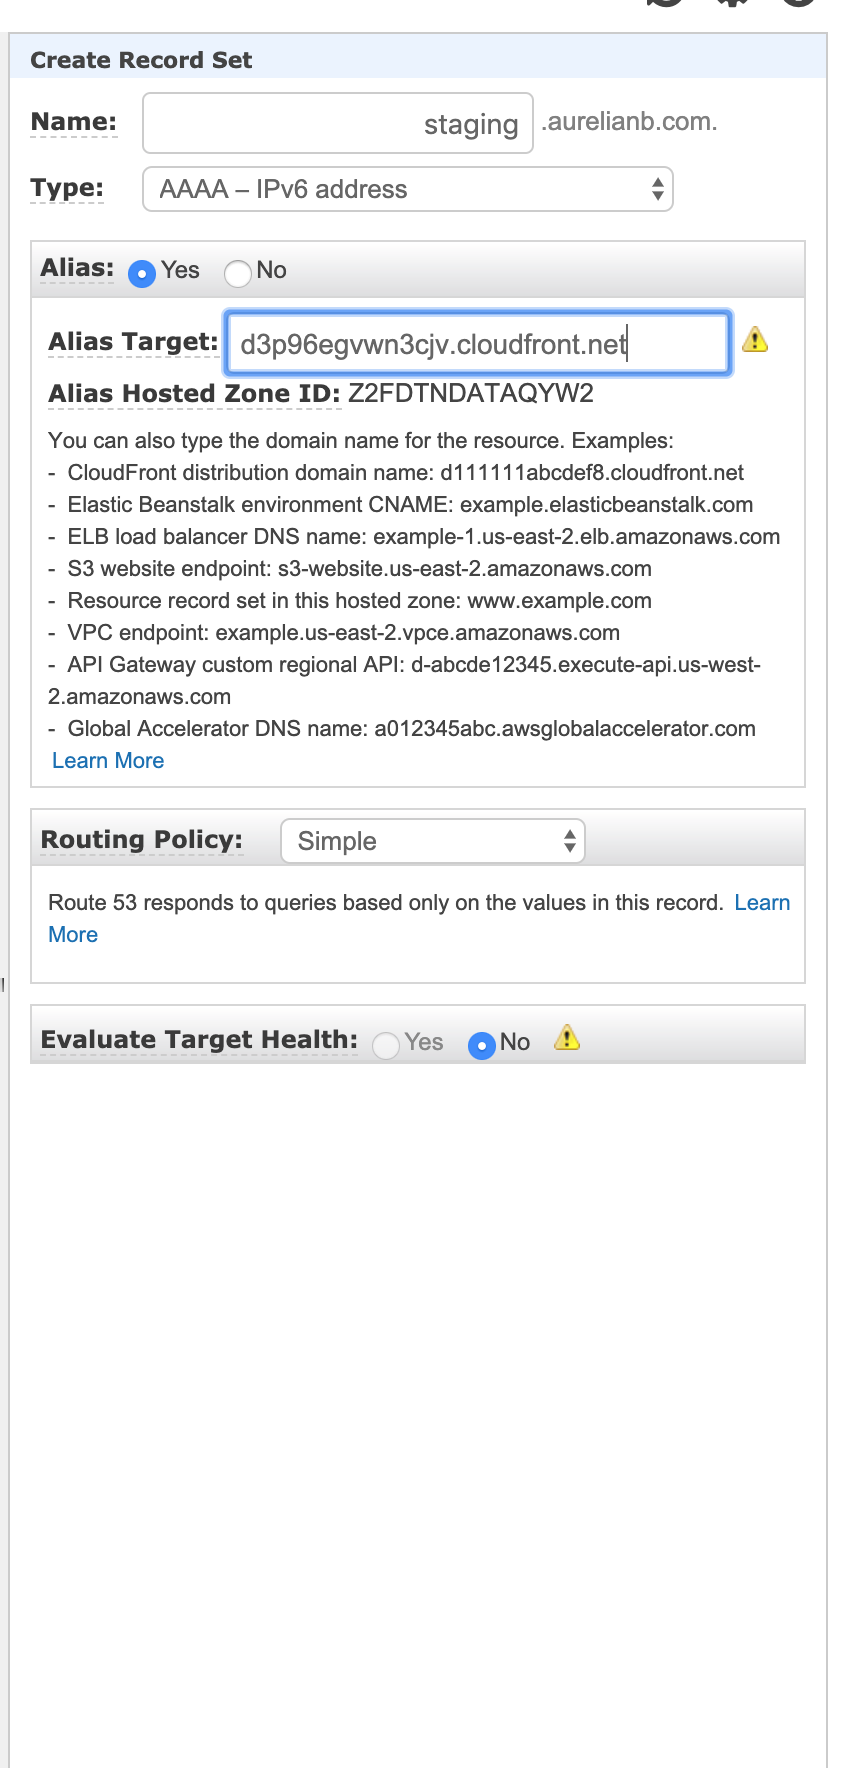 Create Record Set
Name: staging .aurelianb.com.
Type: AAAA – IPv6 address
Alias: Yes No
Alias Target: d3p96egvwn3cjv.cloudfront.net
Alias Hosted Zone ID: Z2FDTNDATAQYW2
You can also type the domain name for the resource. Examples:
- CloudFront distribution domain name: d111111abcdef8.cloudfront.net
- Elastic Beanstalk environment CNAME: example.elasticbeanstalk.com
- ELB load balancer DNS name: example-1.us-east-2.elb.amazonaws.com
- S3 website endpoint: s3-website.us-east-2.amazonaws.com
- Resource record set in this hosted zone: www.example.com
- VPC endpoint: example.us-east-2.vpce.amazonaws.com
- API Gateway custom regional API: d-abcde12345.execute-api.us-west-
2.amazonaws.com
- Global Accelerator DNS name: a012345abc.awsglobalaccelerator.com
Learn More
Routing Policy: Simple
Route 53 responds to queries based only on the values in this record. Learn
More
Evaluate Target Health: Yes No